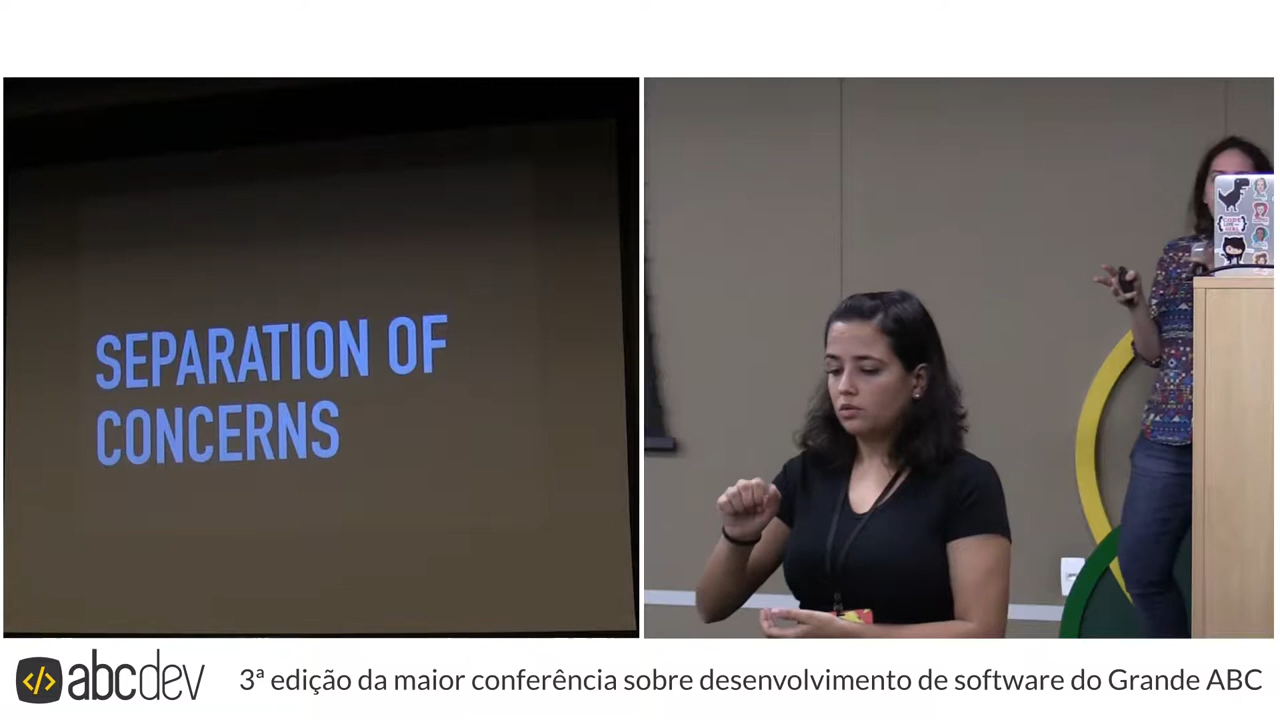 SEPARATION OF
CONCERNS
</> abcdev
3ª edição da maior conferência sobre desenvolvimento de software do Grande ABC